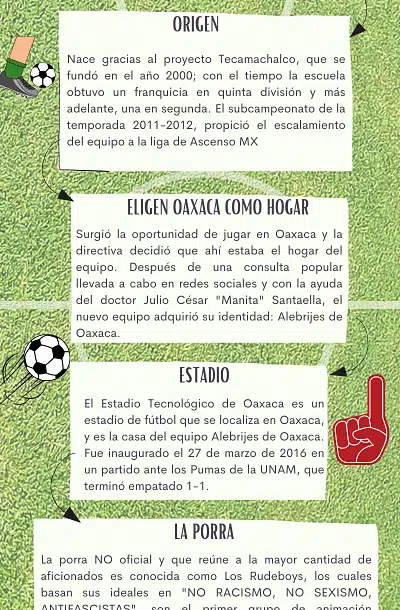 ORIGEN
Nace gracias al proyecto Tecamachalco, que se
fundó en el año 2000; con el tiempo la escuela
obtuvo un franquicia en quinta división y más
adelante, una en segunda. El subcampeonato de la
temporada 2011-2012, propició el escalamiento
del equipo a la liga de Ascenso MX
ELIGEN OAXACA COMO HOGAR
Surgió la oportunidad de jugar en Oaxaca y la
directiva decidió que ahí estaba el hogar del
equipo. Después de una consulta popular
llevada a cabo en redes sociales y con la ayuda
del doctor Julio César "Manita" Santaella, el
nuevo equipo adquirió su identidad: Alebrijes de
Oaxaca.
ESTADIO
El Estadio Tecnológico de Oaxaca es un
estadio de fútbol que se localiza en Oaxaca,
y es la casa del equipo Alebrijes de Oaxaca.
Fue inaugurado el 27 de marzo de 2016 en
un partido ante los Pumas de la UNAM, que
terminó empatado 1-1.
LA PORRA
La porra NO oficial y que reúne a la mayor cantidad de
aficionados es conocida como Los Rudeboys, los cuales
basan sus ideales en "NO RACISMO, NO SEXISMO,
ANTIFASCISTAS", son el primer grupo de animación